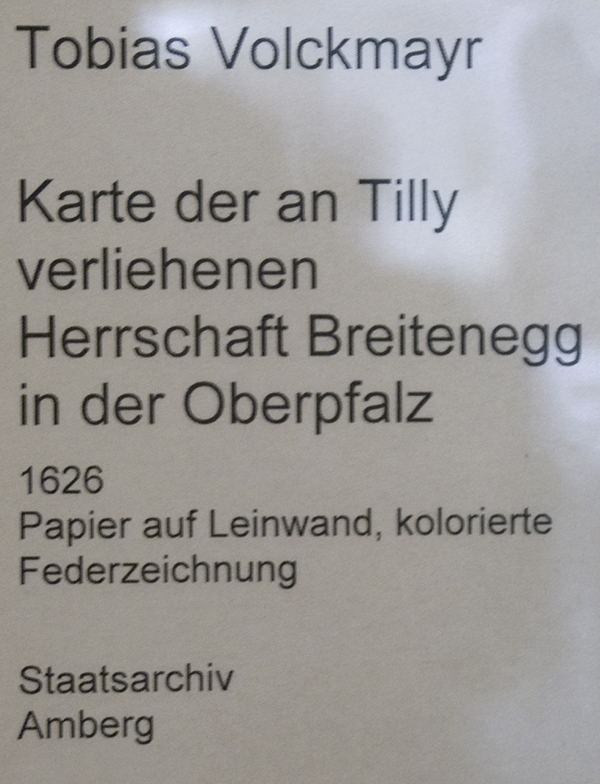 Tobias Volckmayr
Karte der an Tilly
verliehenen
Herrschaft Breitenegg
in der Oberpfalz
1626
Papier auf Leinwand, kolorierte
Federzeichnung
Staatsarchiv
Amberg